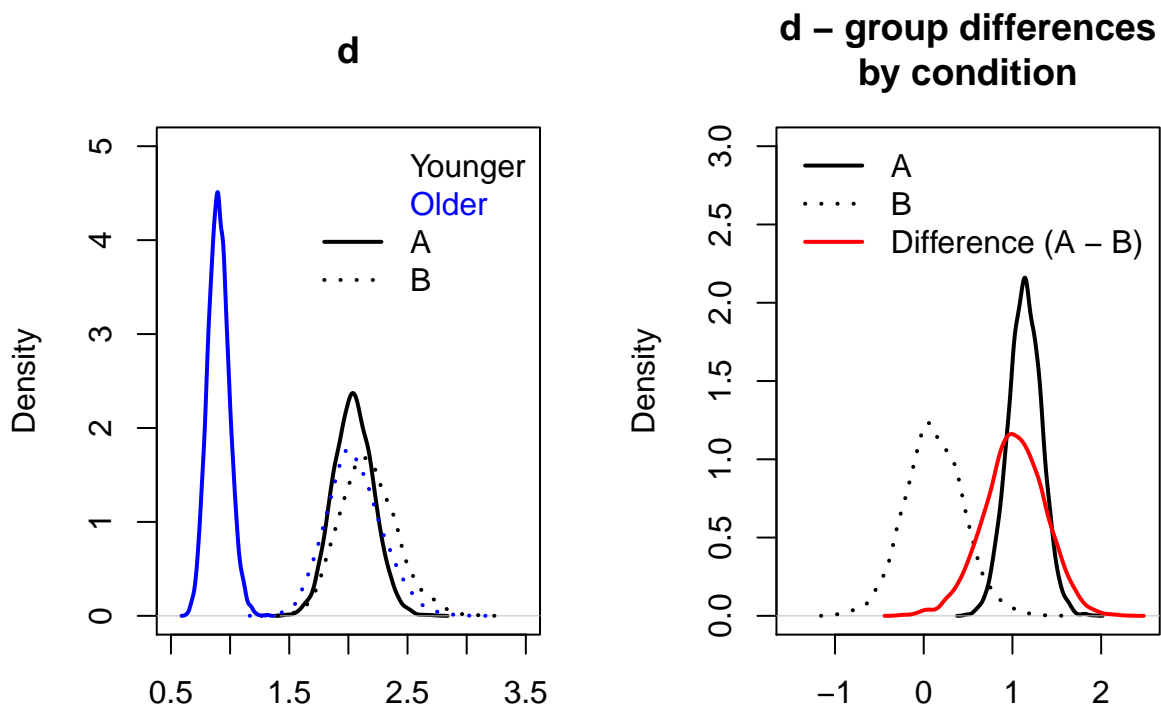 d
Density
5
4
3
2
1
0
Younger
Older
A
B
0.5
1.5
2.5
3.5
d – group differences
by condition
Density
3.0
2.5
2.0
1.5
1.0
0.5
0.0
A
B
Difference (A – B)
−1
0
1
2